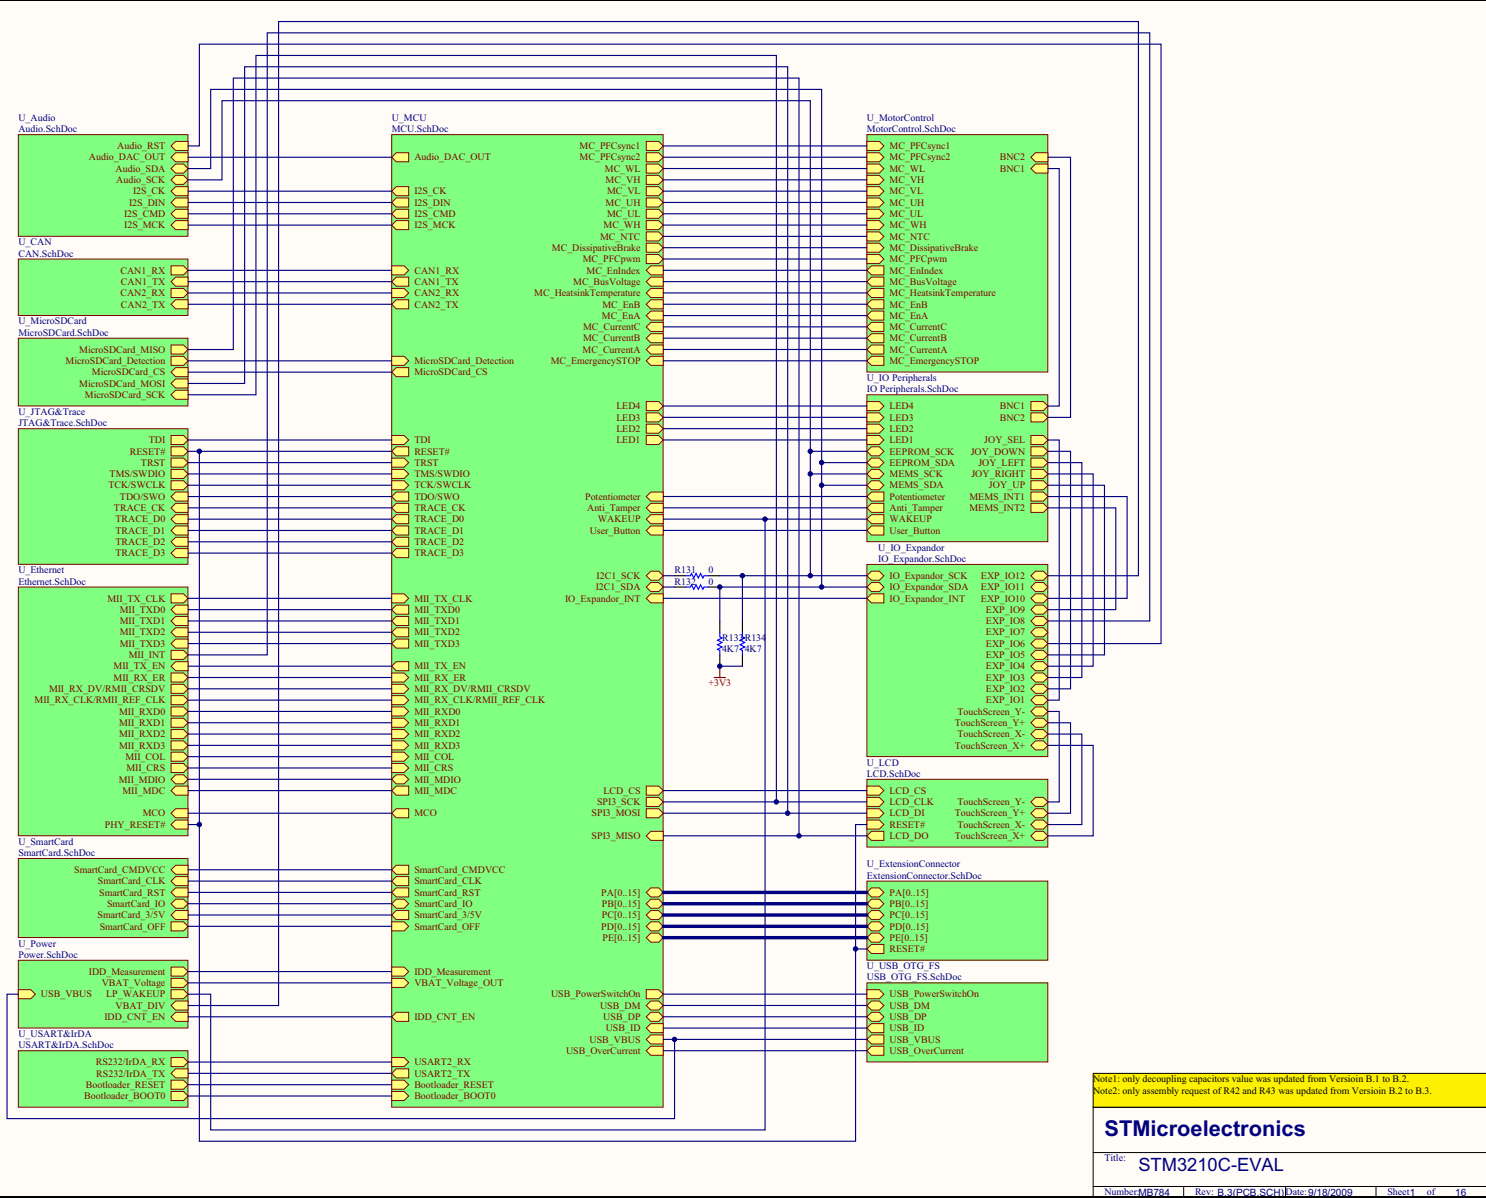 U_Audio
Audio.SchDoc
Audio_RST
Audio_DAC_OUT
Audio_SDA
Audio_SCK
I2S_CK
I2S_DIN
I2S_CMD
I2S_MCK
U_CAN
CAN.SchDoc
CAN1_RX
CAN1_TX
CAN2_RX
CAN2_TX
U_MicroSDCard
MicroSDCard.SchDoc
MicroSDCard_MISO
MicroSDCard_Detection
MicroSDCard_CS
MicroSDCard_MOSI
MicroSDCard_SCK
U_JTAG&Trace
JTAG&Trace.SchDoc
TDI
RESET#
TRST
TMS/SWDIO
TCK/SWCLK
TDO/SWO
TRACE_CK
TRACE_D0
TRACE_D1
TRACE_D2
TRACE_D3
U_Ethernet
Ethernet.SchDoc
MII_TX_CLK
MII_TXD0
MII_TXD1
MII_TXD2
MII_TXD3
MII_INT
MII_TX_EN
MII_RX_ER
MII_RX_DV/RMII_CRSDV
MII_RX_CLK/RMII_REF_CLK
MII_RXD0
MII_RXD1
MII_RXD2
MII_RXD3
MII_COL
MII_CRS
MII_MDIO
MII_MDC
MCO
PHY_RESET#
U_SmartCard
SmartCard.SchDoc
SmartCard_CMDVCC
SmartCard_CLK
SmartCard_RST
SmartCard_IO
SmartCard_3/5V
SmartCard_OFF
U_Power
Power.SchDoc
IDD_Measurement
VBAT_Voltage
USB_VBUS LP_WAKEUP
VBAT_DIV
IDD_CNT_EN
U_USART&IrDA
USART&IrDA.SchDoc
RS232/IrDA_RX
RS232/IrDA_TX
Bootloader_RESET
Bootloader_BOOT0
U_MCU
MCU.SchDoc
Audio_DAC_OUT
I2S_CK
I2S_DIN
I2S_CMD
I2S_MCK
CAN1_RX
CAN1_TX
CAN2_RX
CAN2_TX
MicroSDCard_Detection
MicroSDCard_CS
TDI
RESET#
TRST
TMS/SWDIO
TCK/SWCLK
TDO/SWO
TRACE_CK
TRACE_D0
TRACE_D1
TRACE_D2
TRACE_D3
MII_TX_CLK
MII_TXD0
MII_TXD1
MII_TXD2
MII_TXD3
MII_TX_EN
MII_RX_ER
MII_RX_DV/RMII_CRSDV
MII_RX_CLK/RMII_REF_CLK
MII_RXD0
MII_RXD1
MII_RXD2
MII_RXD3
MII_COL
MII_CRS
MII_MDIO
MII_MDC
MCO
SmartCard_CMDVCC
SmartCard_CLK
SmartCard_RST
SmartCard_IO
SmartCard_3/5V
SmartCard_OFF
IDD_Measurement
VBAT_Voltage_OUT
IDD_CNT_EN
USART2_RX
USART2_TX
Bootloader_RESET
Bootloader_BOOT0
MC_PFCsync1
MC_PFCsync2
MC_WL
MC_VH
MC_VL
MC_UH
MC_UL
MC_WH
MC_NTC
MC_DissipativeBrake
MC_PFCpwm
MC_EnIndex
MC_BusVoltage
MC_HeatsinkTemperature
MC_EnB
MC_EnA
MC_CurrentC
MC_CurrentB
MC_CurrentA
MC_EmergencySTOP
LED4
LED3
LED2
LED1
Potentiometer
Anti_Tamper
WAKEUP
User_Button
I2C1_SCK
I2C1_SDA
IO_Expandor_INT
LCD_CS
SPI3_SCK
SPI3_MOSI
SPI3_MISO
PA[0..15]
PB[0..15]
PC[0..15]
PD[0..15]
PE[0..15]
USB_PowerSwitchOn
USB_DM
USB_DP
USB_ID
USB_VBUS
USB_OverCurrent
R131 0
0
R134
4K7 4K7
+3V3
U_MotorControl
MotorControl.SchDoc
MC_PFCsync1
MC_PFCsync2 BNC2
MC_WL BNC1
MC_VH
MC_VL
MC_UH
MC_UL
MC_WH
MC_NTC
MC_DissipativeBrake
MC_PFCpwm
MC_EnIndex
MC_BusVoltage
MC_HeatsinkTemperature
MC_EnB
MC_EnA
MC_CurrentC
MC_CurrentB
MC_CurrentA
MC_EmergencySTOP
U_IO Peripherals
IO Peripherals.SchDoc
LED4 BNC1
LED3 BNC2
LED2
LED1 JOY_SEL
EEPROM_SCK JOY_DOWN
EEPROM_SDA JOY_LEFT
MEMS_SCK JOY_RIGHT
MEMS_SDA JOY_UP
Potentiometer MEMS_INT1
Anti_Tamper MEMS_INT2
WAKEUP
User_Button
U_IO_Expandor
IO_Expandor.SchDoc
IO_Expandor_SCK EXP_IO12
IO_Expandor_SDA EXP_IO11
IO_Expandor_INT EXP_IO10
EXP_IO9
EXP_IO8
EXP_IO7
EXP_IO6
EXP_IO5
EXP_IO4
EXP_IO3
EXP_IO2
EXP_IO1
TouchScreen_Y-
TouchScreen_Y+
TouchScreen_X-
TouchScreen_X+
U_LCD
LCD.SchDoc
LCD_CS
LCD_CLK TouchScreen_Y-
LCD_DI TouchScreen_Y+
RESET# TouchScreen_X-
LCD_DO TouchScreen_X+
U_ExtensionConnector
ExtensionConnector.SchDoc
PA[0..15]
PB[0..15]
PC[0..15]
PD[0..15]
PE[0..15]
RESET#
U_USB_OTG_FS
USB_OTG_FS.SchDoc
USB_PowerSwitchOn
USB_DM
USB_DP
USB_ID
USB_VBUS
USB_OverCurrent
Note1: only decoupling capacitors value was updated from Versioin B.1 to B.2.
Note2: only assembly request of R42 and R43 was updated from Versioin B.2 to B.3.
STMicroelectronics
Title: STM3210C-EVAL
Number:MB784 Rev: B.3(PCB.SCH) Date: 9/18/2009 Sheet 1 of 16